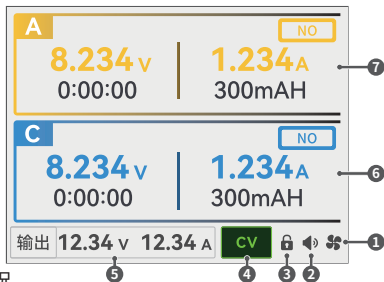 A
NO
8.234 V 1.234 A
0:00:00 300mAH
7
C
NO
8.234 V 1.234 A
0:00:00 300mAH
6
输出 12.34 V 12.34 A CV
1
5 4 3 2